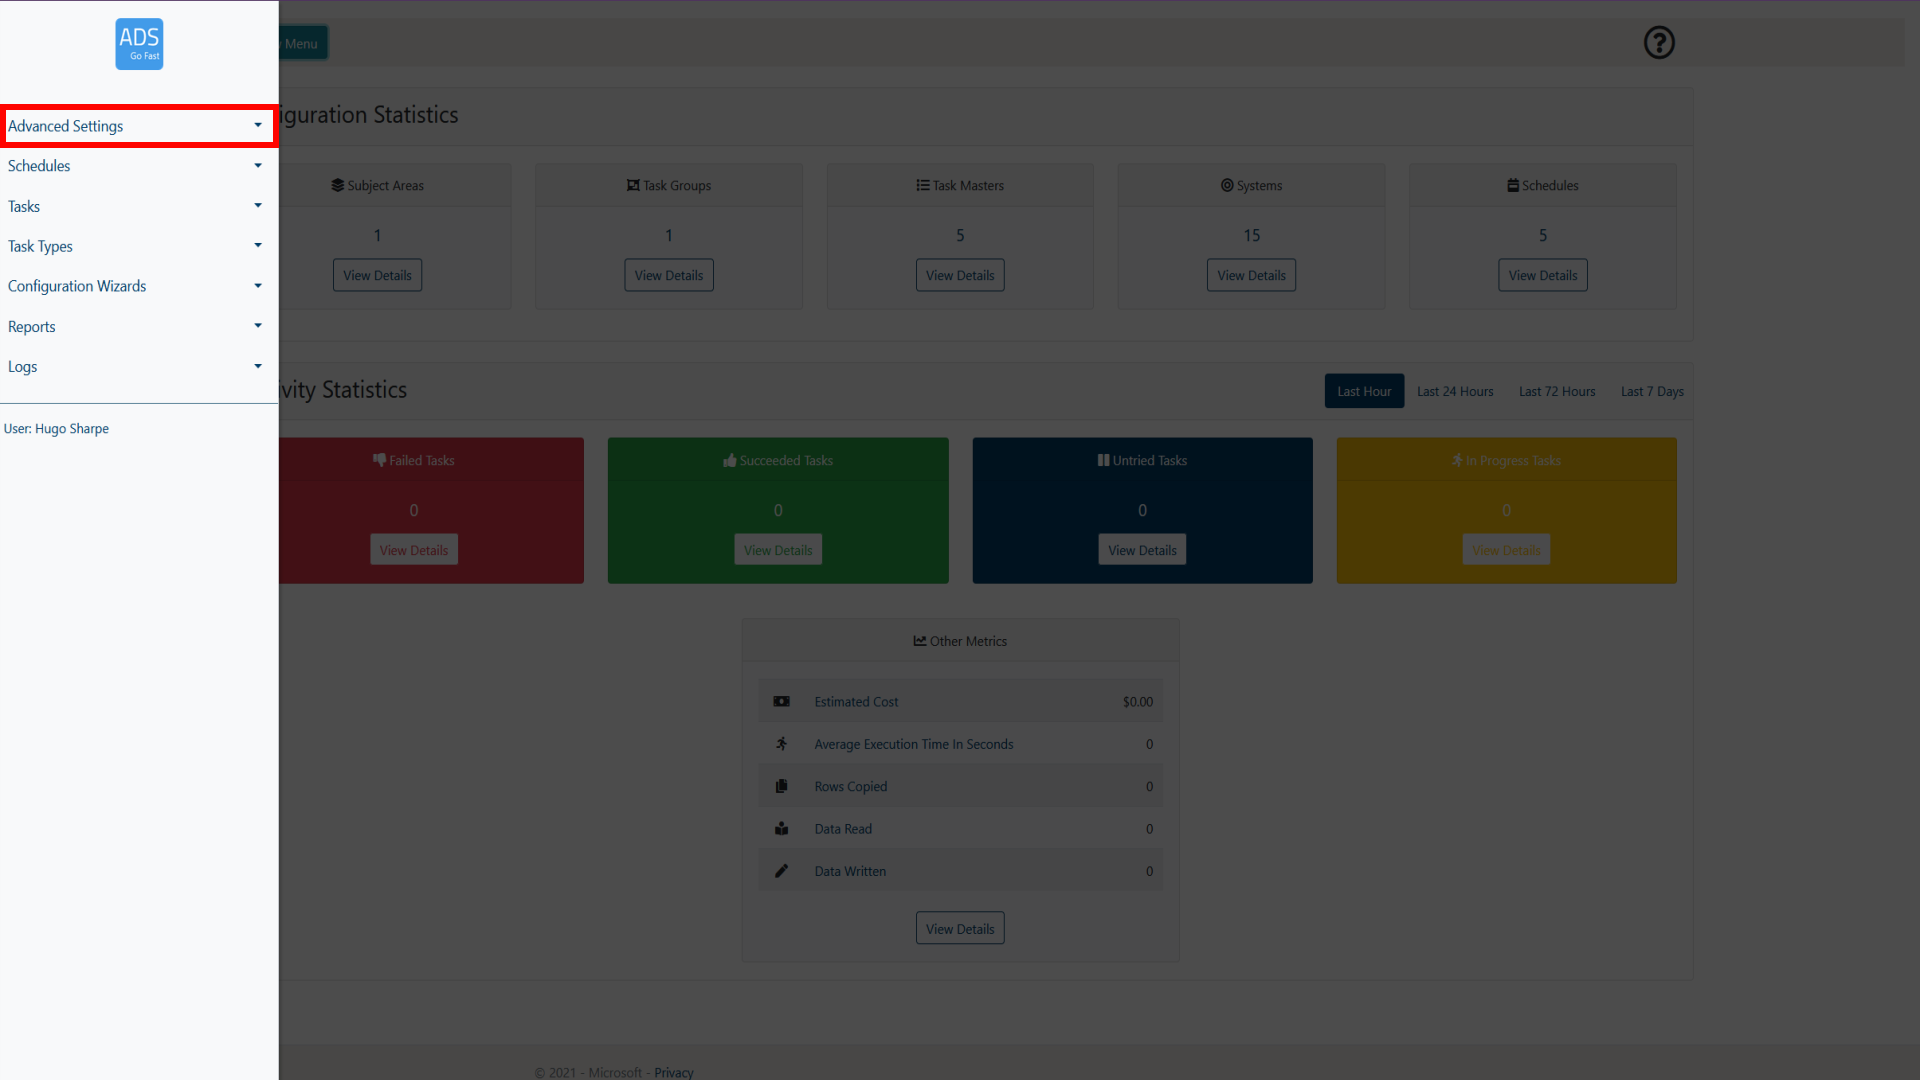 ADS
Go Fast
Menu
Advanced Settings
Schedules
Tasks
Task Types
Configuration Wizards
Reports
Logs
User: Hugo Sharpe
iguration Statistics
Subject Areas
1
View Details
Task Groups
1
View Details
Task Masters
5
View Details
Systems
15
View Details
Schedules
5
View Details
ivity Statistics
Last Hour
Last 24 Hours
Last 72 Hours
Last 7 Days
Failed Tasks
0
View Details
Succeeded Tasks
0
View Details
Untried Tasks
0
View Details
In Progress Tasks
0
View Details
Other Metrics
Estimated Cost $0.00
Average Execution Time In Seconds 0
Rows Copied 0
Data Read 0
Data Written 0
View Details
© 2021 - Microsoft - Privacy